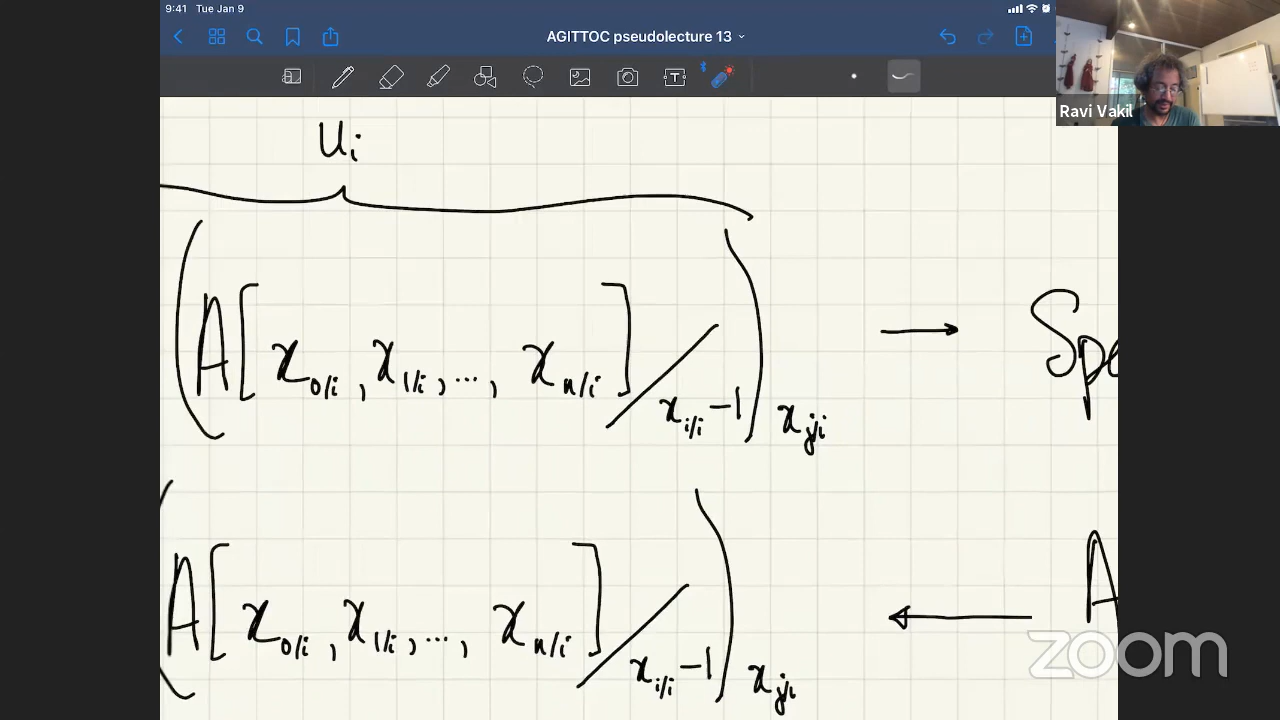 9:41 Tue Jan 9
AGITTOC pseudolecture 13
Ravi Vakil
U_i
( A[ x_{0/i}, x_{1/i}, ..., x_{n/i} ] / x_{i/i} - 1 )_{x_{j/i}} → Spe
( A[ x_{0/i}, x_{1/i}, ..., x_{n/i} ] / x_{i/i} - 1 )_{x_{j/i}} ← A
zoom